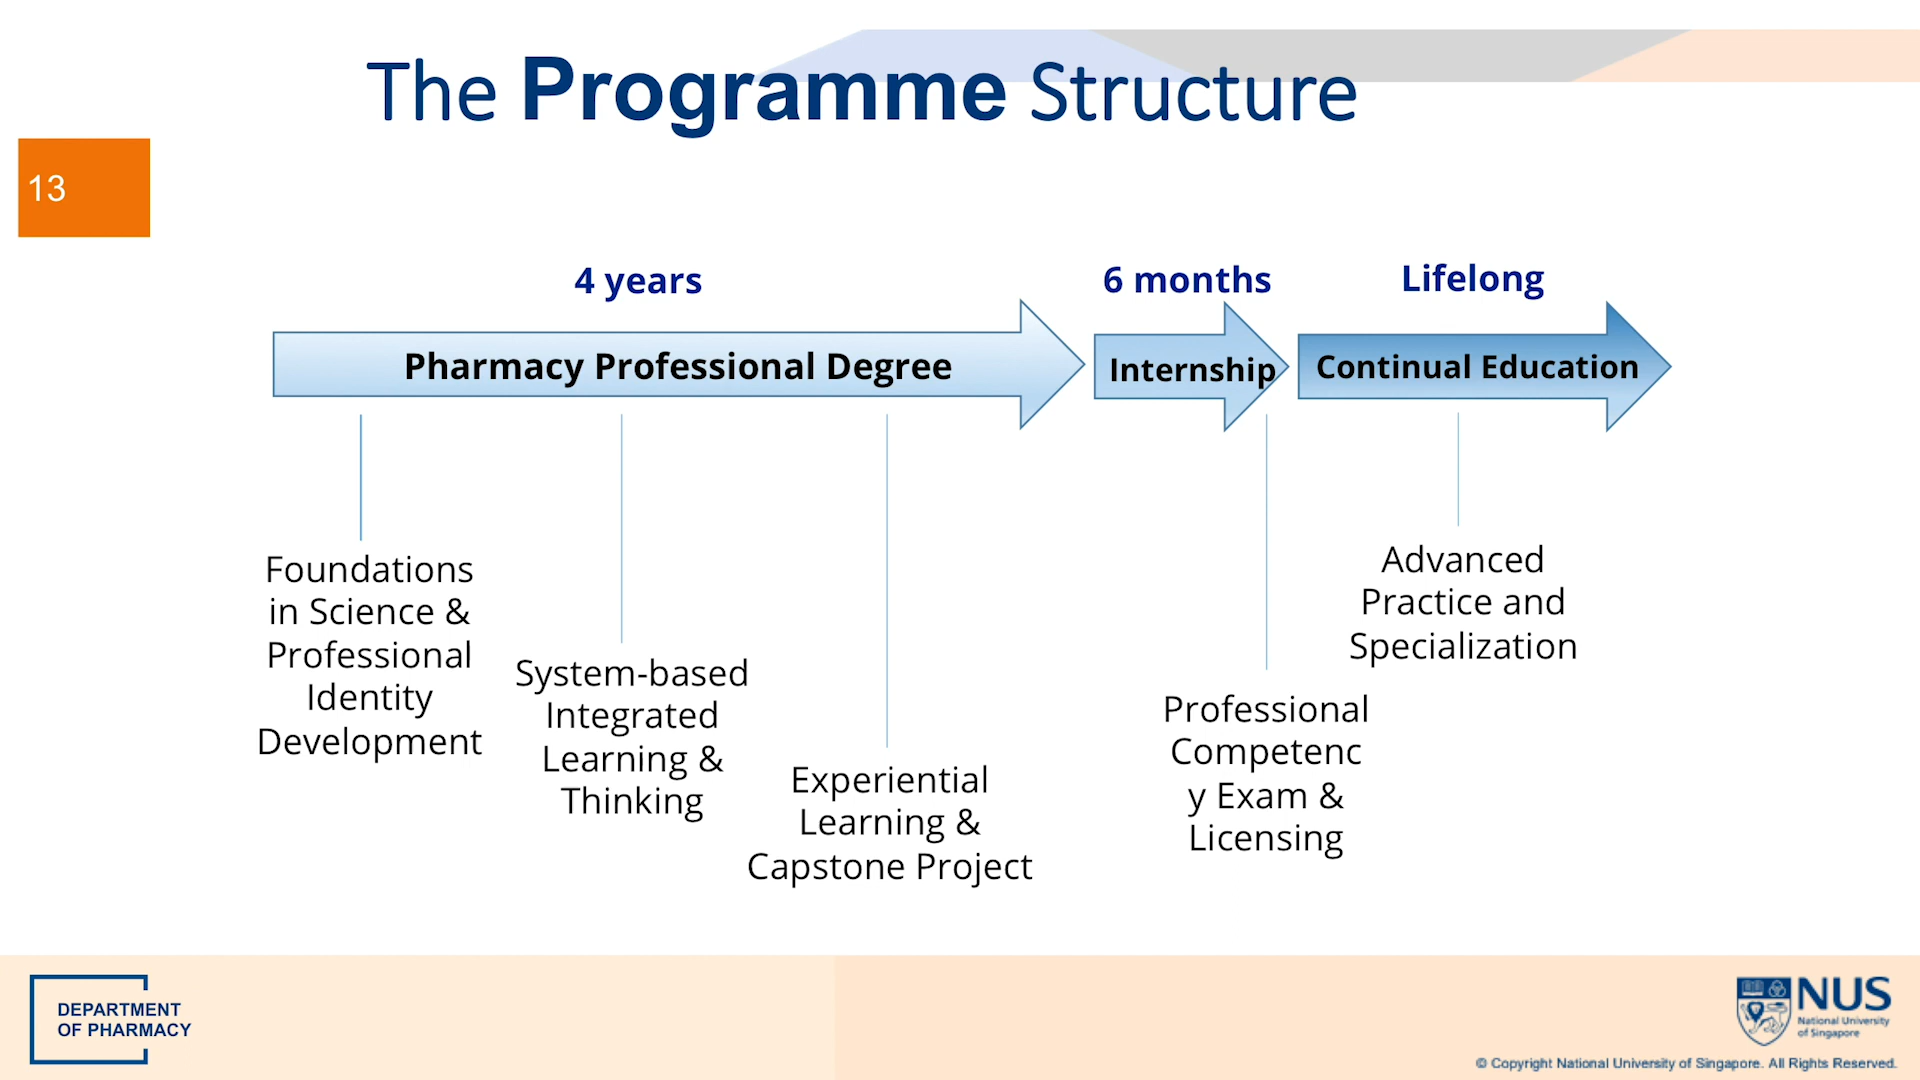 The Programme Structure
13
4 years
6 months
Lifelong
Pharmacy Professional Degree
Internship
Continual Education
Foundations
in Science &
Professional
Identity
Development
System-based
Integrated
Learning &
Thinking
Experiential
Learning &
Capstone Project
Professional
Competenc
y Exam &
Licensing
Advanced
Practice and
Specialization
DEPARTMENT
OF PHARMACY
NUS
National University
of Singapore
© Copyright National University of Singapore. All Rights Reserved.